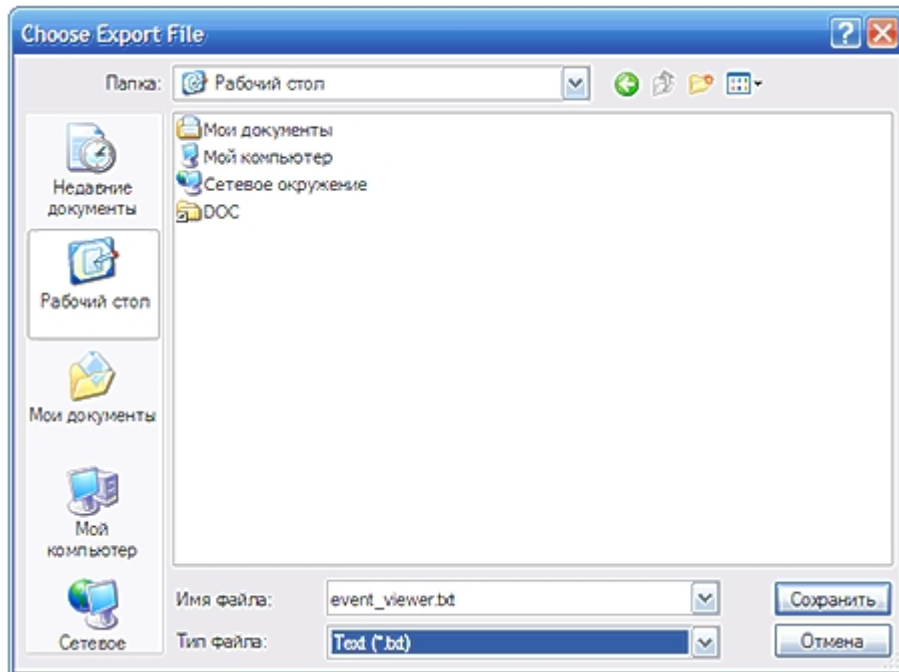 Choose Export File
Папка: Рабочий стол
Недавние
документы
Рабочий стол
Мои документы
Мой
компьютер
Сетевое
Мои документы
Мой компьютер
Сетевое окружение
DOC
Имя файла: event_viewer.txt Сохранить
Тип файла: Text (*.txt) Отмена